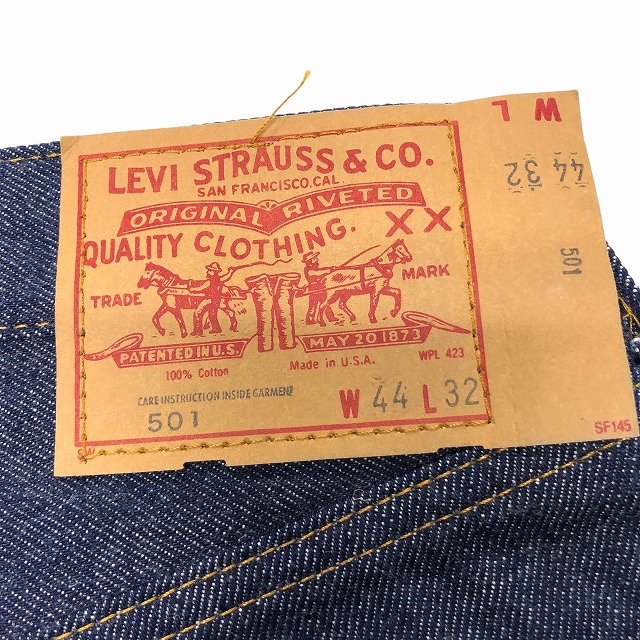 LEVI STRAUSS & CO.
SAN FRANCISCO.CAL.
ORIGINAL RIVETED
QUALITY CLOTHING. XX
TRADE MARK
PATENTED IN U.S. MAY 20 1873
WPL 423
100% Cotton Made in U.S.A.
CARE INSTRUCTION INSIDE GARMENT
501
W 44 L 32
W L
44 32
501
SF145